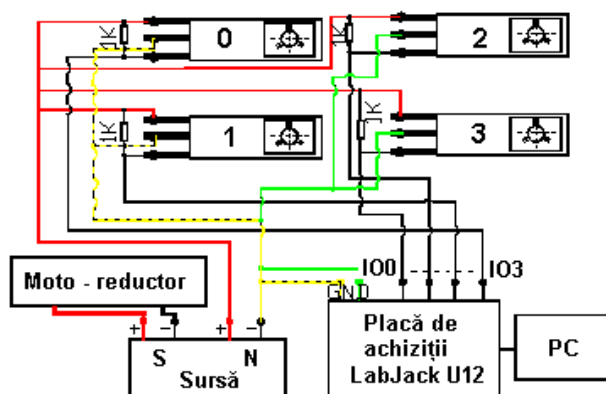 1K
0
1K
2
1K
1
1K
3
Moto - reductor
IO0
IO3
GND
+
-
+
-
S
N
Sursă
Placă de
achiziții
LabJack U12
PC